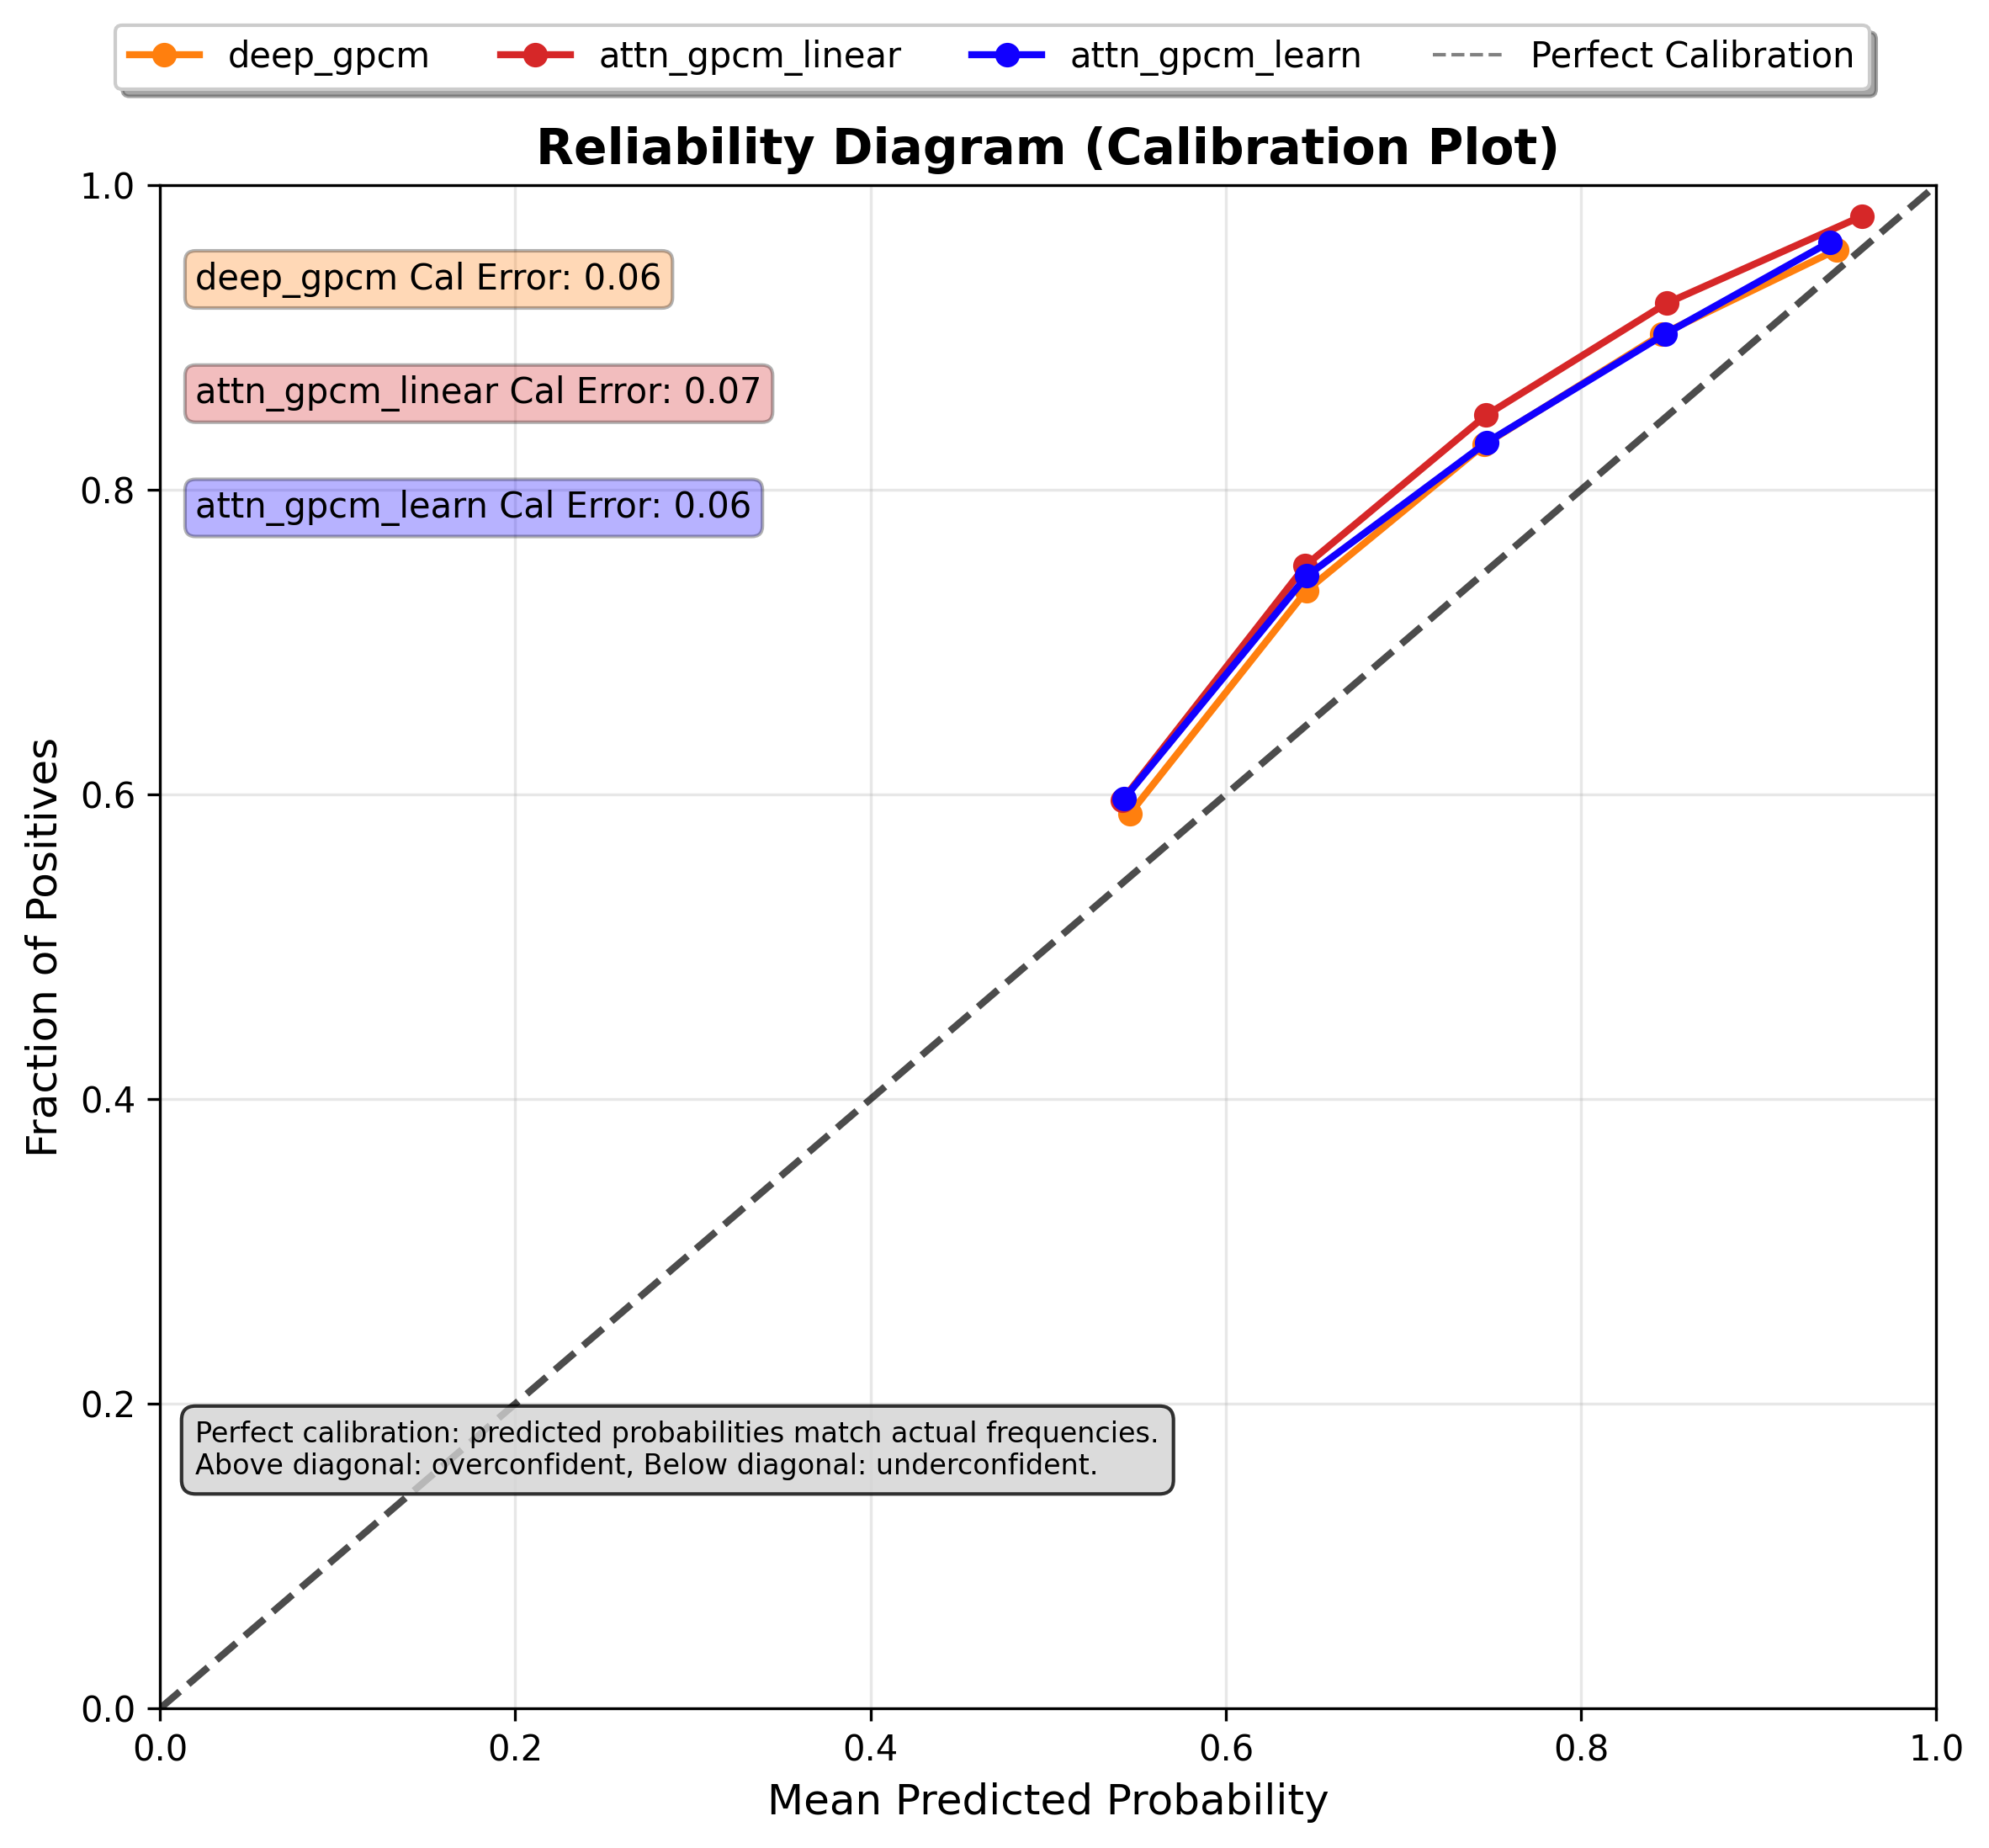 deep_gpcm
attn_gpcm_linear
attn_gpcm_learn
Perfect Calibration
Reliability Diagram (Calibration Plot)
1.0
0.8
0.6
0.4
0.2
0.0
Fraction of Positives
deep_gpcm Cal Error: 0.06
attn_gpcm_linear Cal Error: 0.07
attn_gpcm_learn Cal Error: 0.06
Perfect calibration: predicted probabilities match actual frequencies.
Above diagonal: overconfident, Below diagonal: underconfident.
0.0
0.2
0.4
0.6
0.8
1.0
Mean Predicted Probability